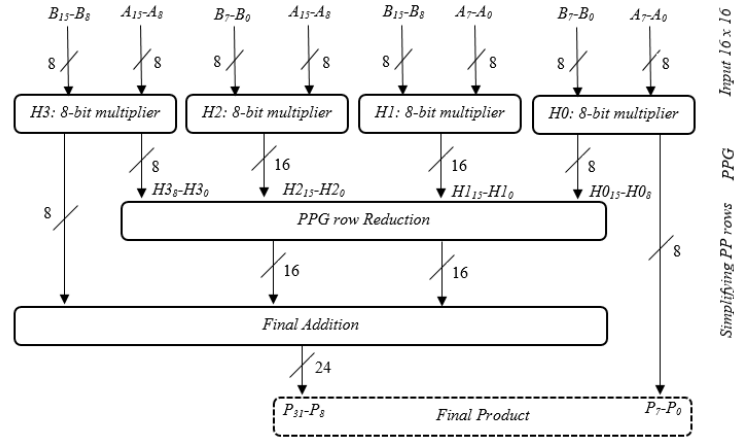 B₁₅-B₈ A₁₅-A₈ B₇-B₀ A₁₅-A₈ B₁₅-B₈ A₇-A₀ B₇-B₀ A₇-A₀
8 8 8 8 8 8 8 8
Input 16 x 16
H3: 8-bit multiplier H2: 8-bit multiplier H1: 8-bit multiplier H0: 8-bit multiplier
8 16 16 8
PPG
H3₈-H3₀ H2₁₅-H2₀ H1₁₅-H1₀ H0₁₅-H0₈
8 PPG row Reduction
16 16 8
Simplifying PP rows
Final Addition
24
P₃₁-P₈ Final Product P₇-P₀